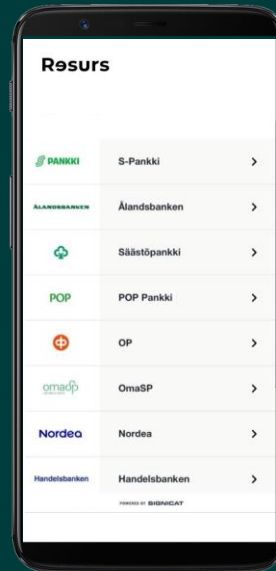 Resurs
S PANKKI S-Pankki
ÅLANDSBANKEN Ålandsbanken
Säästöpankki
POP POP Pankki
OP
omasp OmaSP
Nordea Nordea
Handelsbanken Handelsbanken
POWERED BY SIGNICAT